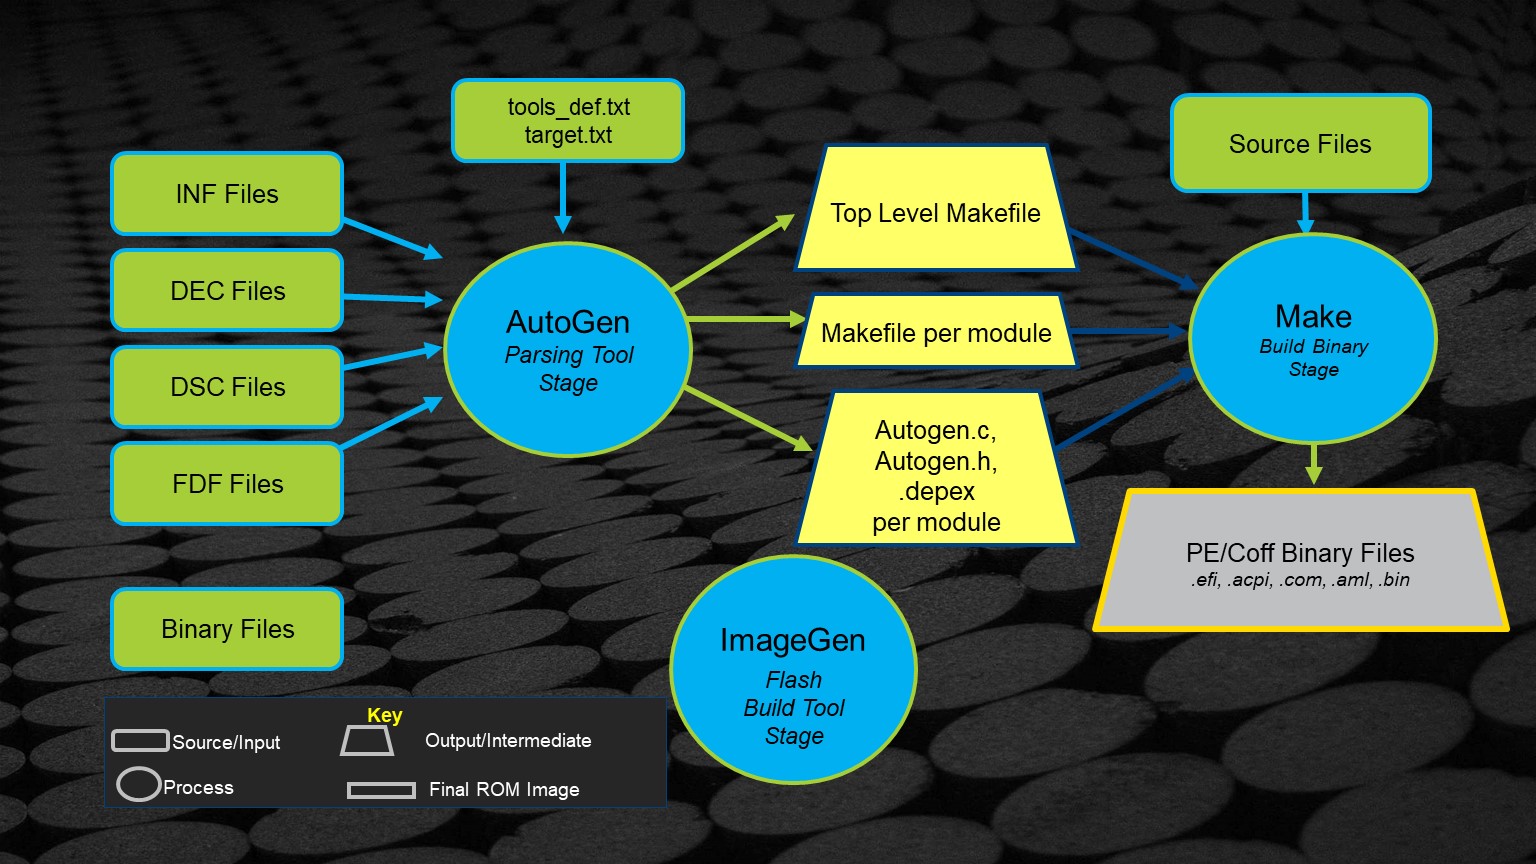 tools_def.txt
target.txt
INF Files
DEC Files
DSC Files
FDF Files
Binary Files
AutoGen
Parsing Tool
Stage
Top Level Makefile
Makefile per module
Autogen.c,
Autogen.h,
.depex
per module
Source Files
Make
Build Binary
Stage
PE/Coff Binary Files
.efi, .acpi, .com, .aml, .bin
ImageGen
Flash
Build Tool
Stage
Key
Source/Input
Output/Intermediate
Process
Final ROM Image